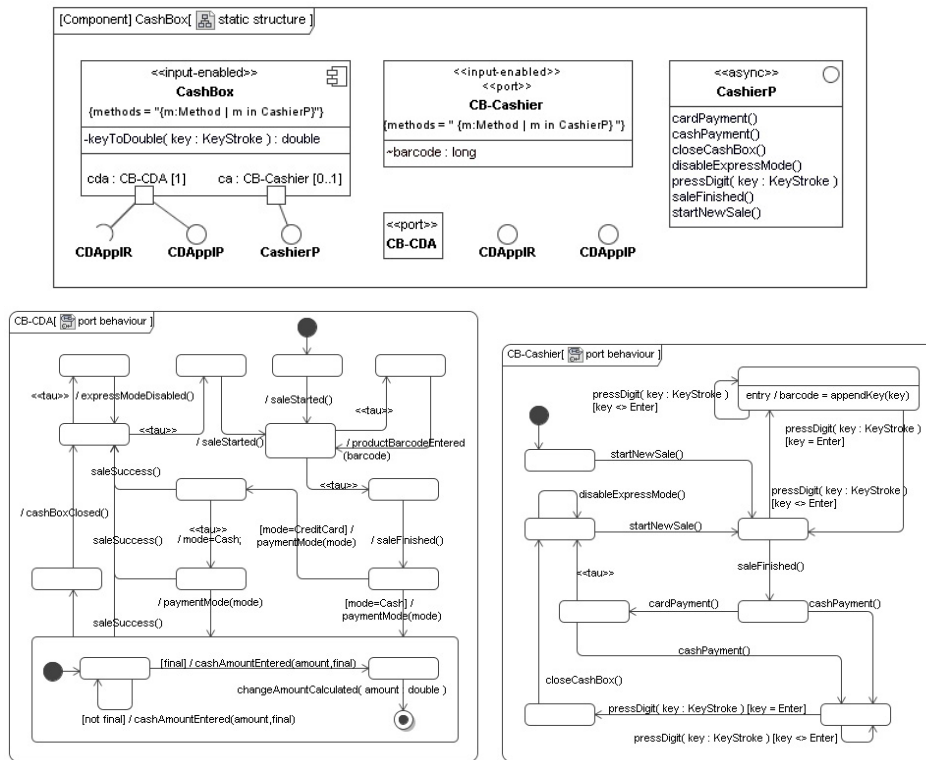 [Component] CashBox[ static structure ]
<<input-enabled>>
CashBox
{methods = "{m:Method | m in CashierP}"}
-keyToDouble( key : KeyStroke ) : double
cda : CB-CDA [1] ca : CB-Cashier [0..1]
CDAppIR CDAppIP CashierP
<<input-enabled>>
<<port>>
CB-Cashier
{methods = " {m:Method | m in CashierP} "}
~barcode : long
<<port>>
CB-CDA
CDAppIR CDAppIP
<<async>>
CashierP
cardPayment()
cashPayment()
closeCashBox()
disableExpressMode()
pressDigit( key : KeyStroke )
saleFinished()
startNewSale()
CB-CDA[ port behaviour ]
/ saleStarted()
<<tau>> / expressModeDisabled()
<<tau>>
/ saleStarted()
<<tau>>
/ productBarcodeEntered
(barcode)
<<tau>>
saleSuccess()
/ cashBoxClosed()
<<tau>>
/ mode=Cash;
[mode=CreditCard] /
paymentMode(mode)
/ saleFinished()
saleSuccess()
/ paymentMode(mode)
[mode=Cash] /
paymentMode(mode)
saleSuccess()
[final] / cashAmountEntered(amount,final)
changeAmountCalculated( amount double )
[not final] / cashAmountEntered(amount,final)
CB-Cashier[ port behaviour ]
pressDigit( key : KeyStroke )
[key <> Enter]
entry / barcode = appendKey(key)
pressDigit( key : KeyStroke )
[key = Enter]
startNewSale()
pressDigit( key : KeyStroke )
[key <> Enter]
disableExpressMode()
startNewSale()
saleFinished()
<<tau>>
cardPayment()
cashPayment()
cashPayment()
closeCashBox()
pressDigit( key : KeyStroke ) [key = Enter]
pressDigit( key : KeyStroke ) [key <> Enter]